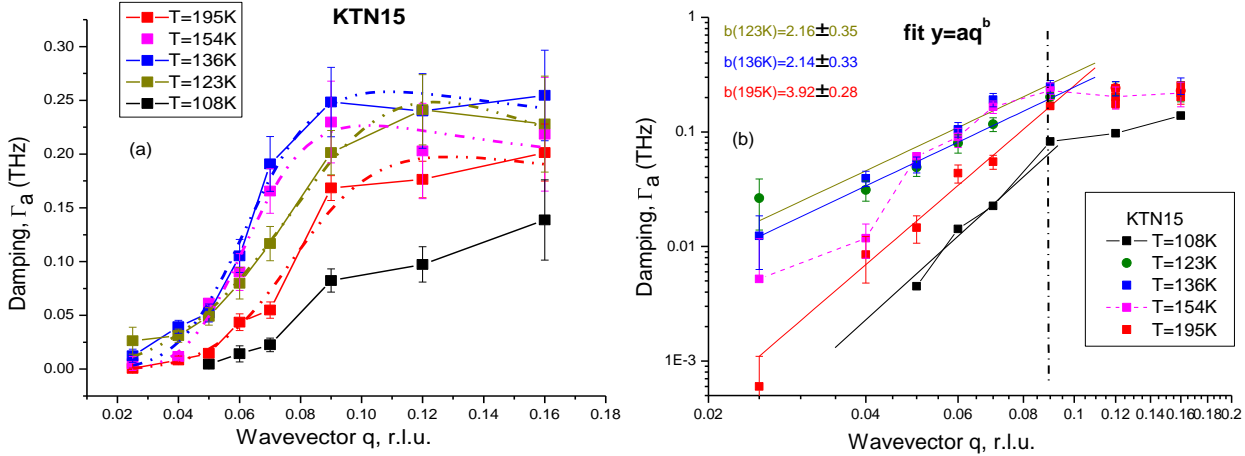 KTN15
T=195K
T=154K
T=136K
T=123K
T=108K
(a)
Damping, Γa (THz)
0.30
0.25
0.20
0.15
0.10
0.05
0.00
0.02 0.04 0.06 0.08 0.10 0.12 0.14 0.16 0.18
Wavevector q, r.l.u.
fit y=aq^b
b(123K)=2.16±0.35
b(136K)=2.14±0.33
b(195K)=3.92±0.28
(b)
Damping, Γa (THz)
1
0.1
0.01
1E-3
KTN15
T=108K
T=123K
T=136K
T=154K
T=195K
0.02 0.04 0.06 0.08 0.1 0.12 0.14 0.16 0.18 0.2
Wavevector q, r.l.u.